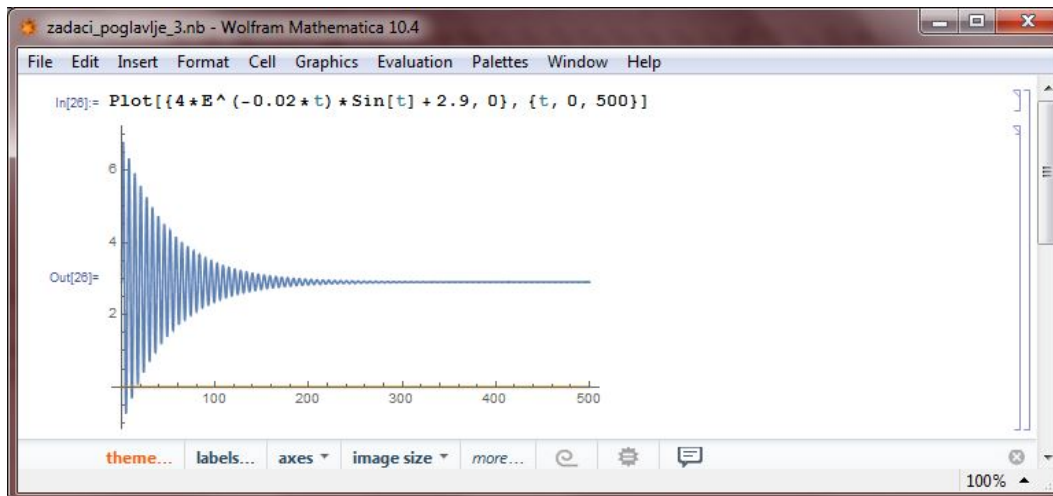 zadaci_poglavlje_3.nb - Wolfram Mathematica 10.4
File Edit Insert Format Cell Graphics Evaluation Palettes Window Help
In[26]:= Plot[{4*E^(-0.02*t)*Sin[t]+2.9, 0}, {t, 0, 500}]
6
4
Out[26]=
2
100 200 300 400 500
theme... labels... axes image size more...
100%